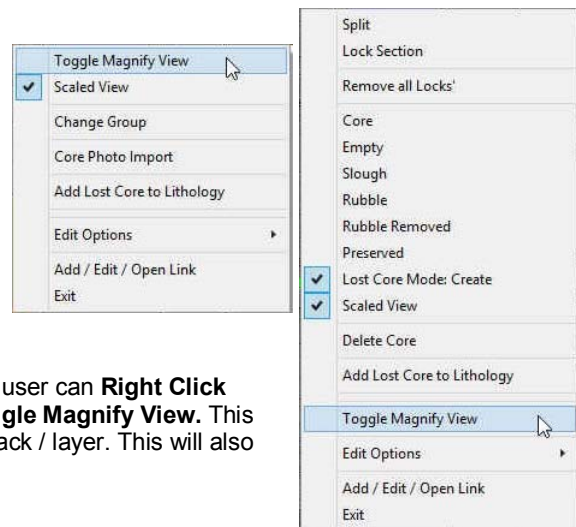 Toggle Magnify View
Scaled View
Change Group
Core Photo Import
Add Lost Core to Lithology
Edit Options
Add / Edit / Open Link
Exit
user can Right Click
gle Magnify View. This
ack / layer. This will also
Split
Lock Section
Remove all Locks'
Core
Empty
Slough
Rubble
Rubble Removed
Preserved
Lost Core Mode: Create
Scaled View
Delete Core
Add Lost Core to Lithology
Toggle Magnify View
Edit Options
Add / Edit / Open Link
Exit